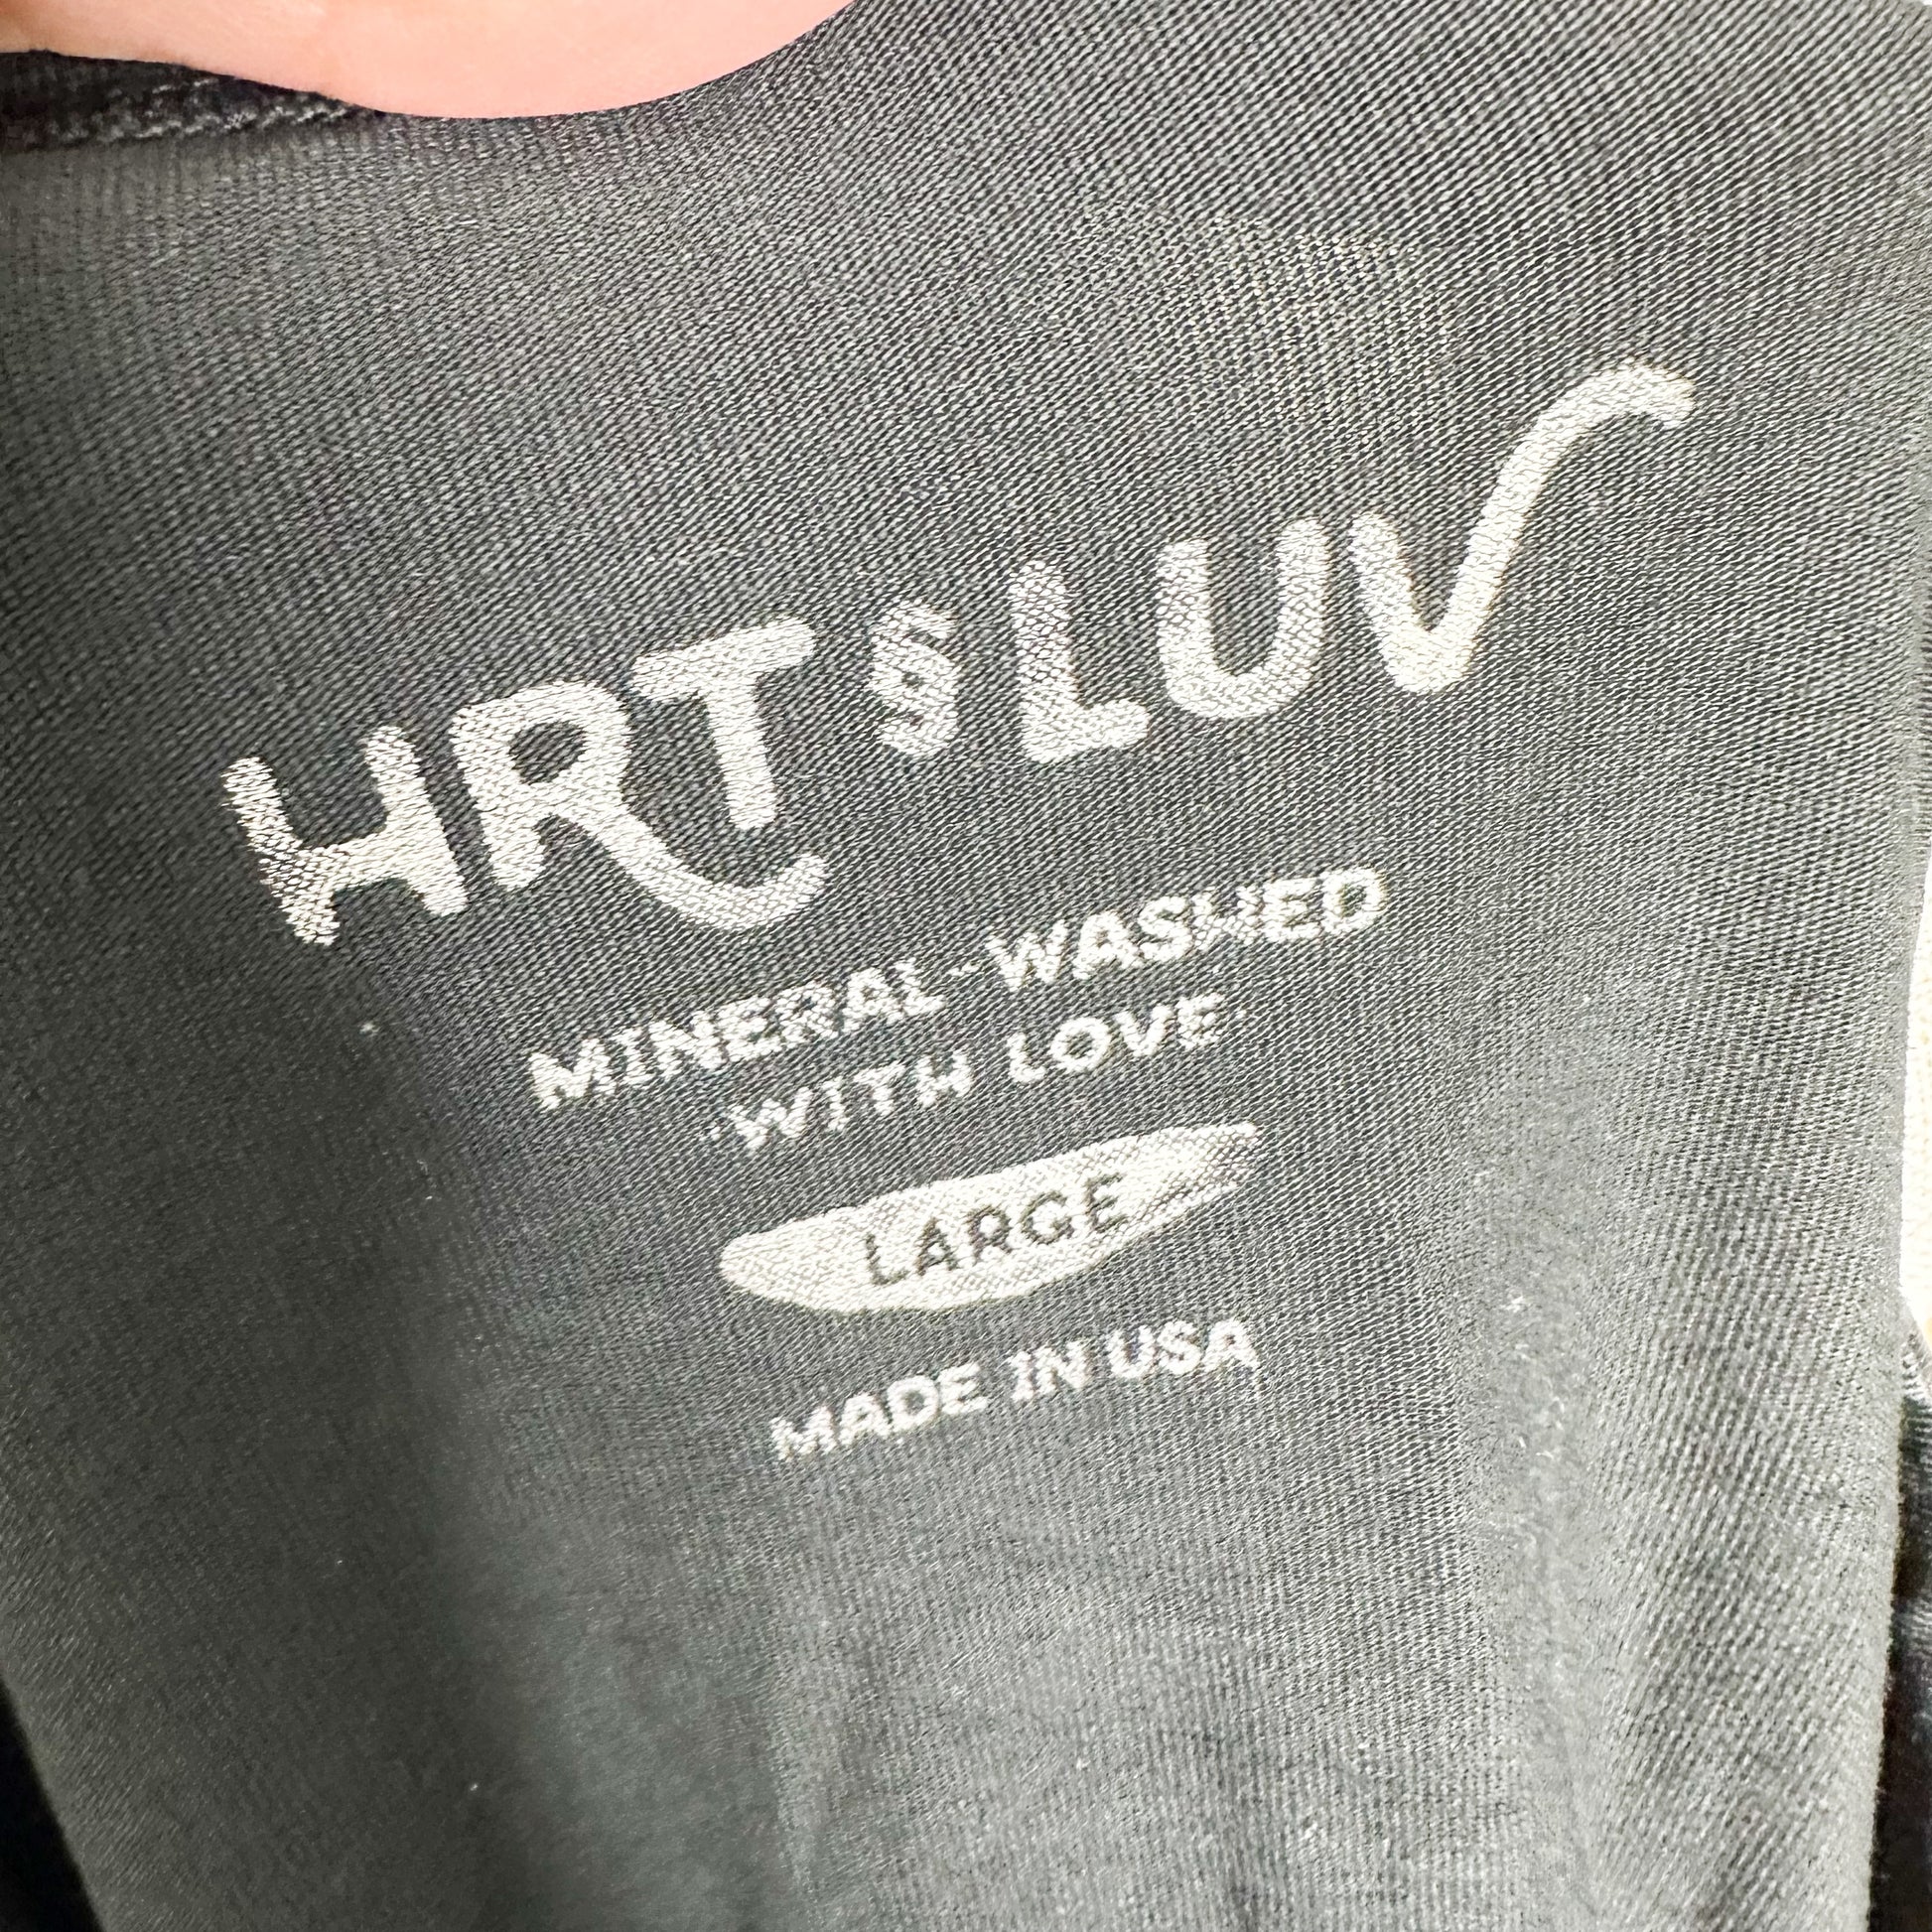 HRT & LUV
MINERAL-WASHED
WITH LOVE
LARGE
MADE IN USA